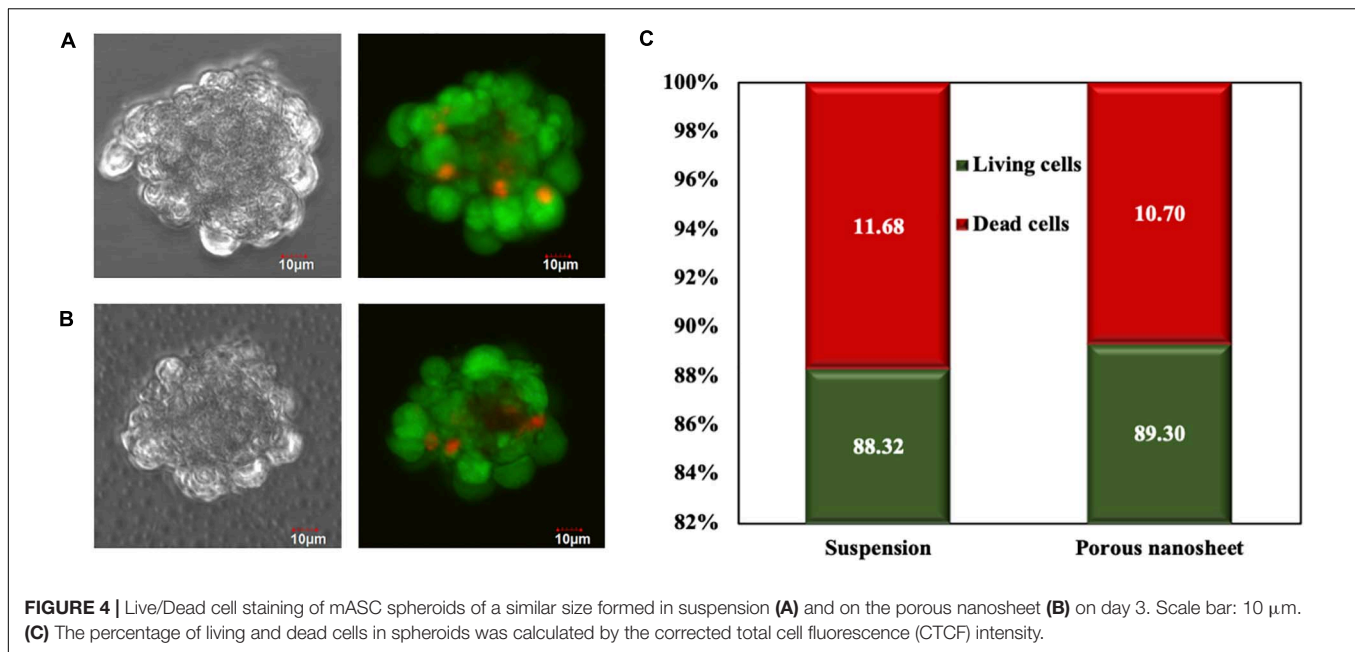 A
10µm
10µm
B
10µm
10µm
C
100%
98%
96%
94%
92%
90%
88%
86%
84%
82%
Living cells
Dead cells
11.68
10.70
88.32
89.30
Suspension
Porous nanosheet
FIGURE 4 | Live/Dead cell staining of mASC spheroids of a similar size formed in suspension (A) and on the porous nanosheet (B) on day 3. Scale bar: 10 µm.
(C) The percentage of living and dead cells in spheroids was calculated by the corrected total cell fluorescence (CTCF) intensity.